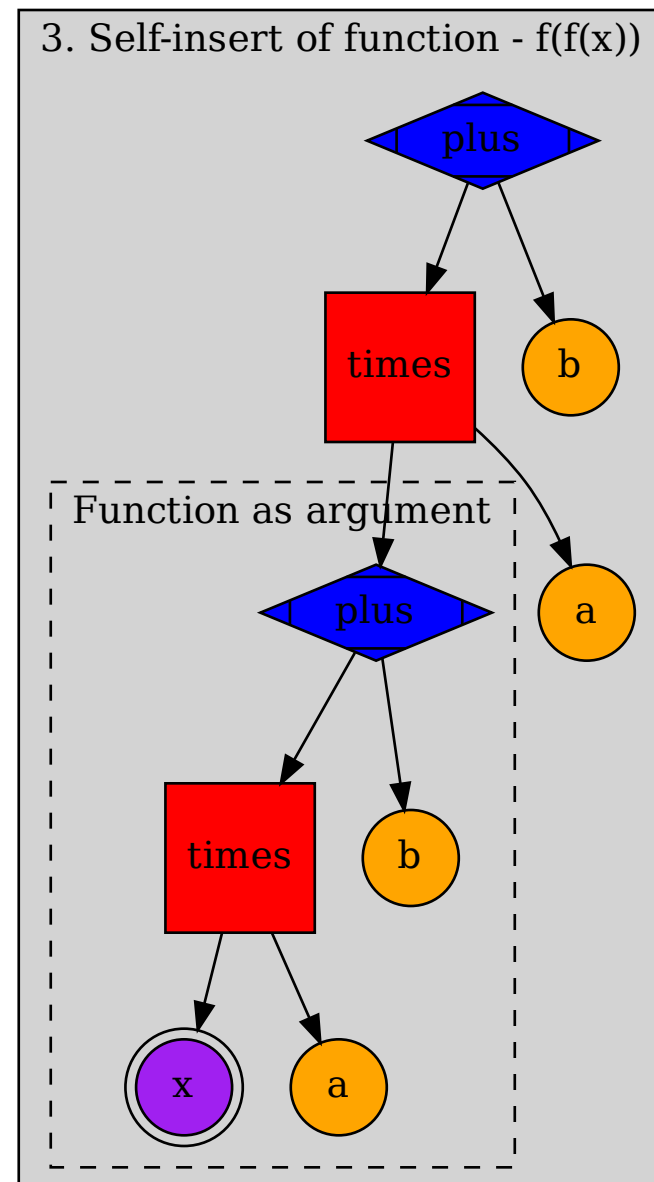 3. Self-insert of function - f(f(x))
plus
times
b
Function as argument
plus
a
times
b
x
a